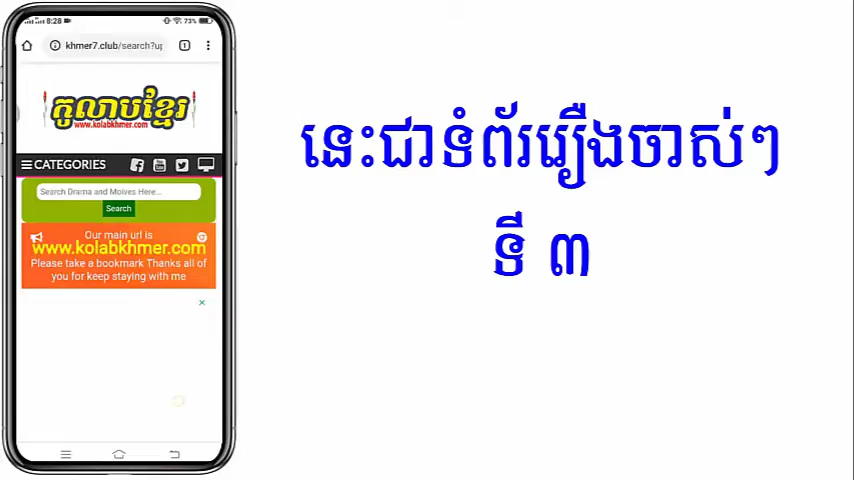 8:28
73%
khmer7.club/search?up
1
កូលាបខ្មែរ
www.kolabkhmer.com
CATEGORIES
Search Drama and Moives Here...
Search
Our main url is
www.kolabkhmer.com
Please take a bookmark Thanks all of
you for keep staying with me
នេះជាទំព័ររឿងចាស់ៗ
ទី ៣